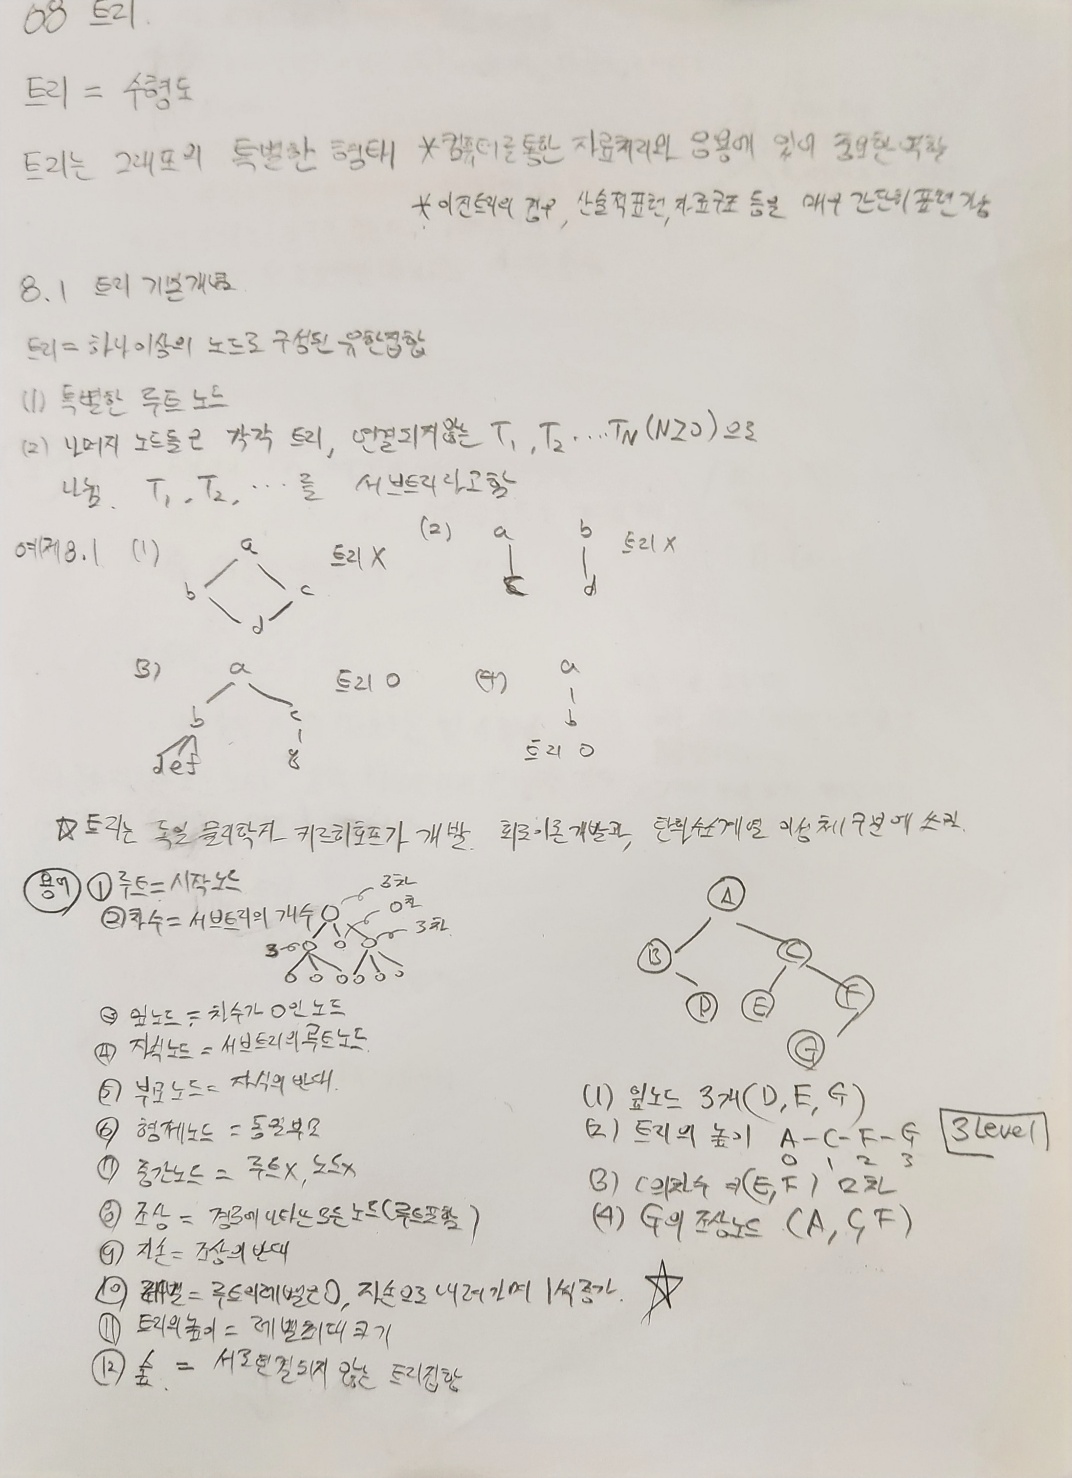 08 트리.
트리 = 수형도
트리는 그래프의 특별한 형태 *컴퓨터를 통한 자료처리와 응용에 있어 중요한 역할
*이진트리의 경우, 산술적표현, 자료구조 등을 매우 간단히 표현가능
8.1 트리 기본개념
트리 = 하나이상의 노드로 구성된 유한집합
(1) 특별한 루트 노드
(2) 나머지 노드들은 각각 트리, 연결되지않는 T1, T2 ... TN (N≥0)으로
나뉨. T1, T2, ... 를 서브트리라고함
예제8.1 (1) a b c d 트리 X (2) a b d 트리 X
3) a b c d e f g 트리 O (4) a b 트리 O
☆ 트리는 독일 물리학자 키르히호프가 개발. 회로이론개발과, 탄화수소계열 이성체구분에 쓰임.
용어 ① 루트 = 시작노드
② 차수 = 서브트리의 개수 3차 0차 3차 3
③ 잎노드 = 차수가 0인 노드
④ 자식노드 = 서브트리의 루트노드
⑤ 부모노드 = 자식의 반대.
⑥ 형제노드 = 동일부모
⑦ 중간노드 = 루트x, 노드x
⑧ 조상 = 경로에 나타난 모든 노드(루트포함)
⑨ 자손 = 조상의 반대
⑩ 레벨 = 루트의레벨은0, 자손으로 내려가며 1씩증가. ☆
⑪ 트리의높이 = 레벨최대 크기
⑫ 숲 = 서로연결되지 않는 트리집합
A
B C
D E F
G
(1) 잎노드 3개(D, E, G)
(2) 트리의 높이 A-C-F-G 3Level
0 1 2 3
(3) C의차수 ⇒(E, F) 2차
(4) G의 조상노드 (A, C, F)